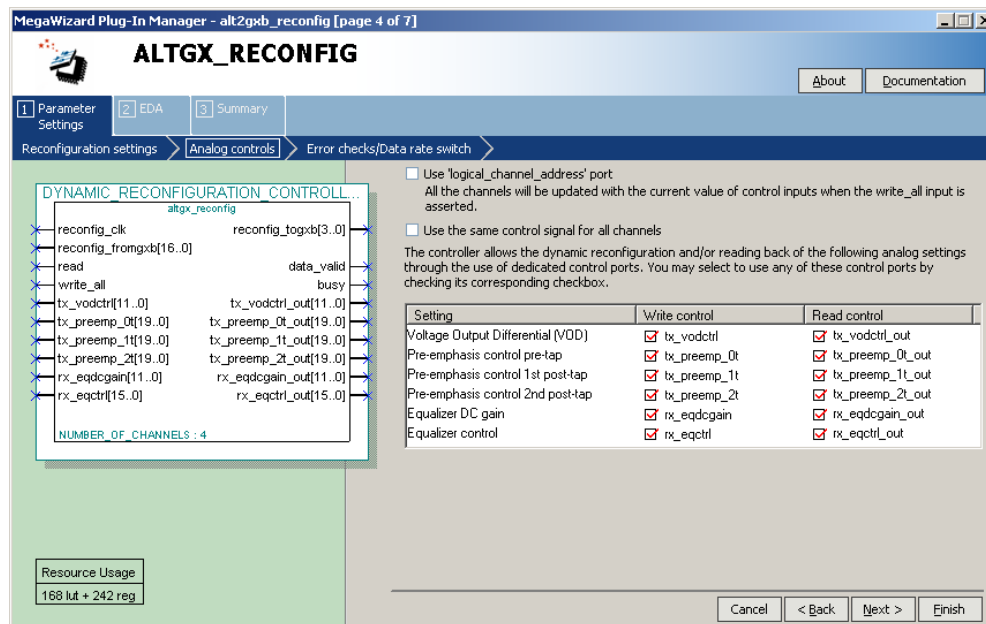 MegaWizard Plug-In Manager - alt2gxb_reconfig [page 4 of 7]
ALTGX_RECONFIG
About
Documentation
1 Parameter Settings
2 EDA
3 Summary
Reconfiguration settings
Analog controls
Error checks/Data rate switch
DYNAMIC_RECONFIGURATION_CONTROLL...
altgx_reconfig
reconfig_clk reconfig_togxb[3..0]
reconfig_fromgxb[16..0]
read data_valid
write_all busy
tx_vodctrl[11..0] tx_vodctrl_out[11..0]
tx_preemp_0t[19..0] tx_preemp_0t_out[19..0]
tx_preemp_1t[19..0] tx_preemp_1t_out[19..0]
tx_preemp_2t[19..0] tx_preemp_2t_out[19..0]
rx_eqdcgain[11..0] rx_eqdcgain_out[11..0]
rx_eqctrl[15..0] rx_eqctrl_out[15..0]
NUMBER_OF_CHANNELS : 4
Resource Usage
168 lut + 242 reg
Use 'logical_channel_address' port
All the channels will be updated with the current value of control inputs when the write_all input is
asserted.
Use the same control signal for all channels
The controller allows the dynamic reconfiguration and/or reading back of the following analog settings
through the use of dedicated control ports. You may select to use any of these control ports by
checking its corresponding checkbox.
Setting Write control Read control
Voltage Output Differential (VOD) tx_vodctrl tx_vodctrl_out
Pre-emphasis control pre-tap tx_preemp_0t tx_preemp_0t_out
Pre-emphasis control 1st post-tap tx_preemp_1t tx_preemp_1t_out
Pre-emphasis control 2nd post-tap tx_preemp_2t tx_preemp_2t_out
Equalizer DC gain rx_eqdcgain rx_eqdcgain_out
Equalizer control rx_eqctrl rx_eqctrl_out
Cancel
< Back
Next >
Finish